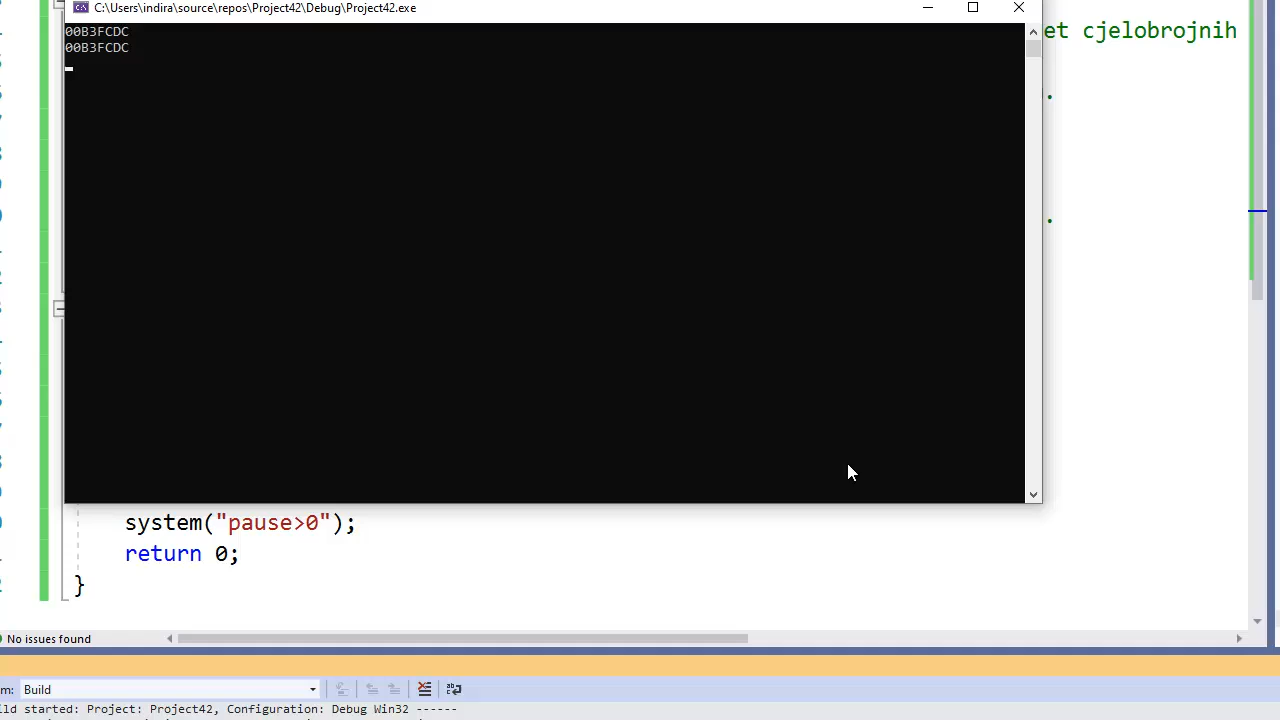 C:\Users\indira\source\repos\Project42\Debug\Project42.exe
00B3FCDC
00B3FCDC
et cjelobrojnih
.
.
system("pause>0");
return 0;
}
No issues found
m: Build
ild started: Project: Project42, Configuration: Debug Win32 ------